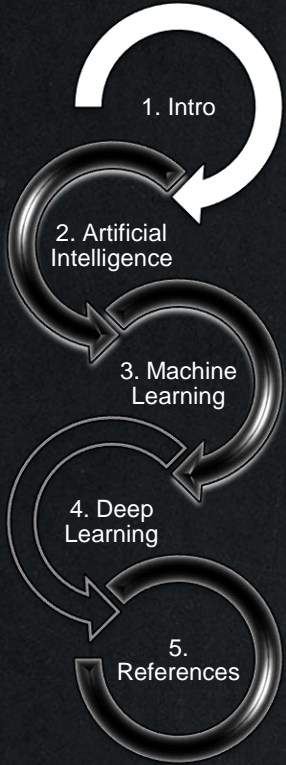 1. Intro
2. Artificial
Intelligence
3. Machine
Learning
4. Deep
Learning
5.
References